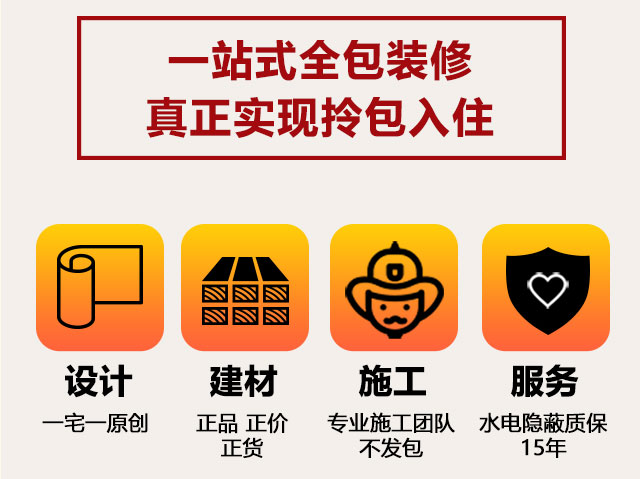 一站式全包装修
真正实现拎包入住
设计
一宅一原创
建材
正品 正价
正货
施工
专业施工团队
不发包
服务
水电隐蔽质保
15年